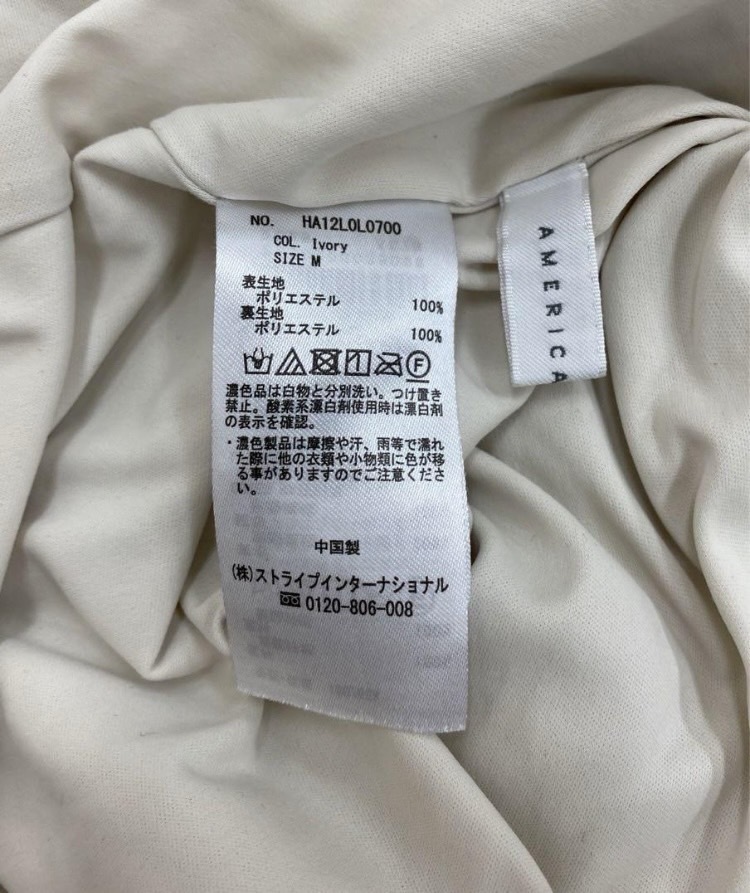 NO. HA12L0L0700
COL. Ivory
SIZE M
表生地
ポリエステル 100%
裏生地
ポリエステル 100%
F
濃色品は白物と分別洗い。つけ置き
禁止。酸素系漂白剤使用時は漂白剤
の表示を確認。
・濃色製品は摩擦や汗、雨等で濡れ
た際に他の衣類や小物類に色が移
る事がありますのでご注意くださ
い。
中国製
(株)ストライプインターナショナル
0120-806-008
AMERICA